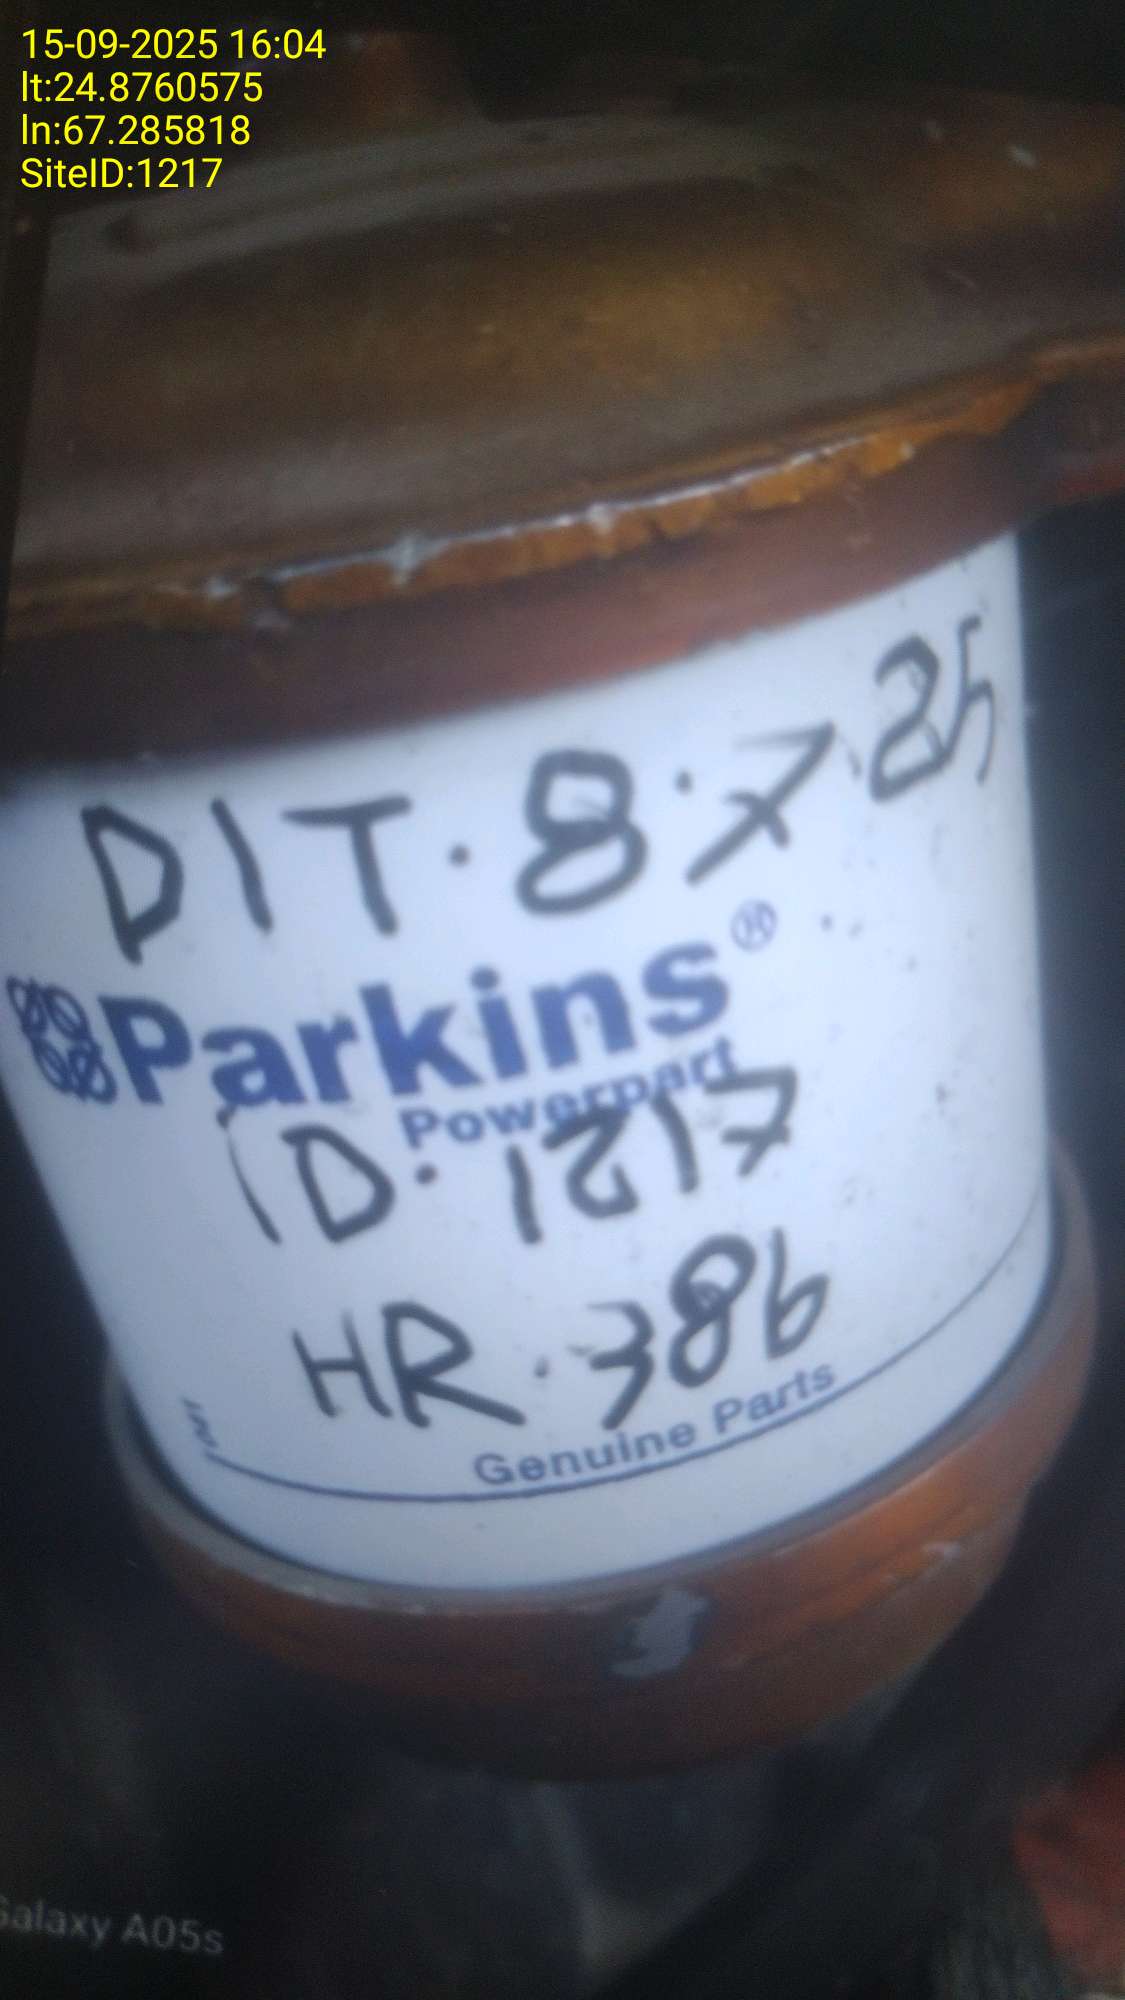 15-09-2025 16:04
lt:24.8760575
ln:67.285818
SiteID:1217
DIT. 8.7.25
Parkins®
Powerpart
ID. 1217
HR. 386
Genuine Parts
Galaxy A05s